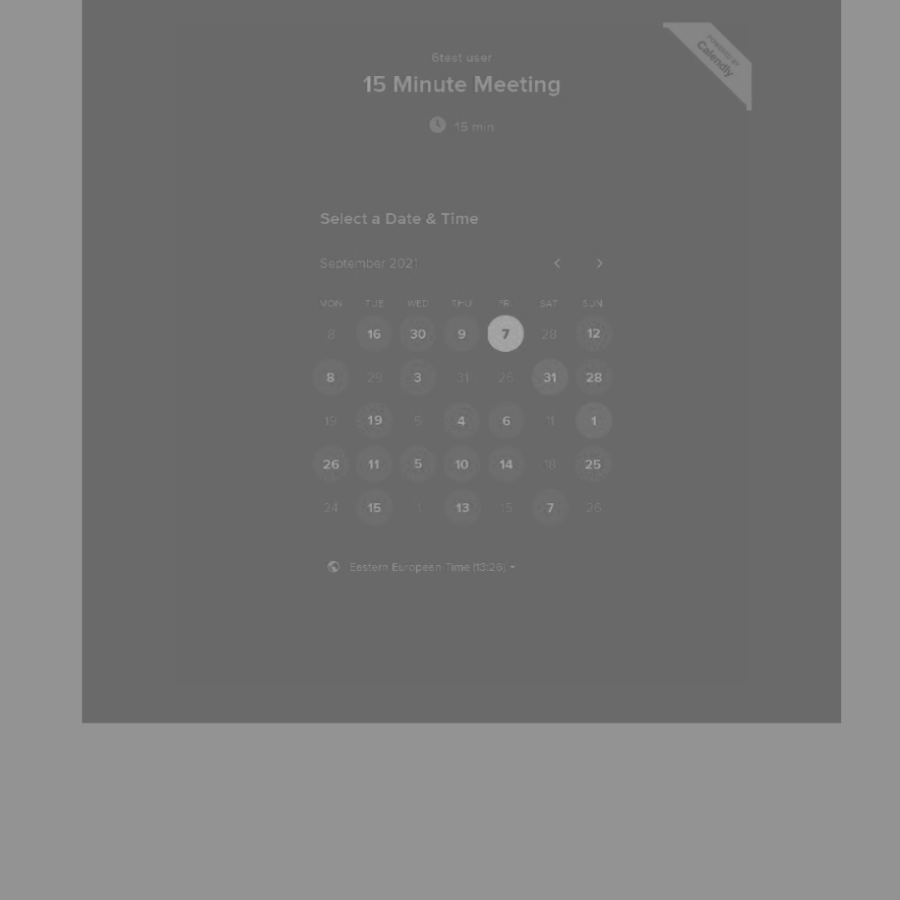 POWERED BY
Calendly
6test user
15 Minute Meeting
15 min
Select a Date & Time
September 2021
MON TUE WED THU FRI SAT SUN
8 16 30 9 7 28 12
8 29 3 31 26 31 28
19 19 5 4 6 11 1
26 11 5 10 14 18 25
24 15 1 13 15 7 26
Eastern European Time (13:26)